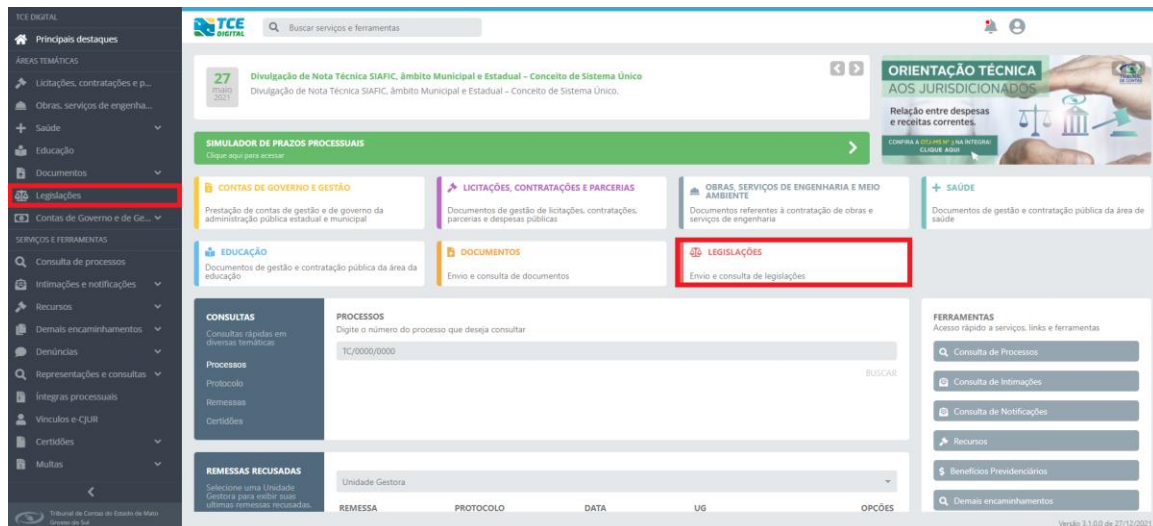 TCE DIGITAL
Principais destaques
ÁREAS TEMÁTICAS
Licitações, contratações e p...
Obras, serviços de engenha...
Saúde
Educação
Documentos
Legislações
Contas de Governo e de Ge...
SERVIÇOS E FERRAMENTAS
Consulta de processos
Intimações e notificações
Recursos
Demais encaminhamentos
Denúncias
Representações e consultas
Íntegras processuais
Vínculos e-CJUR
Certidões
Multas
Tribunal de Contas do Estado de Mato
Grosso do Sul
TCE
DIGITAL
Buscar serviços e ferramentas
27
maio
2021
Divulgação de Nota Técnica SIAFIC, âmbito Municipal e Estadual – Conceito de Sistema Único
Divulgação de Nota Técnica SIAFIC, âmbito Municipal e Estadual – Conceito de Sistema Único.
ORIENTAÇÃO TÉCNICA
AOS JURISDICIONADOS
Relação entre despesas
e receitas correntes.
CLIQUE AQUI
SIMULADOR DE PRAZOS PROCESSUAIS
Clique aqui para acessar
CONTAS DE GOVERNO E GESTÃO
Prestação de contas de gestão e de governo da
administração pública estadual e municipal
LICITAÇÕES, CONTRATAÇÕES E PARCERIAS
Documentos de gestão de licitações, contratações,
parcerias e despesas públicas
OBRAS, SERVIÇOS DE ENGENHARIA E MEIO
AMBIENTE
Documentos referentes à contratação de obras e
serviços de engenharia
SAÚDE
Documentos de gestão e contratação pública da área de
saúde
EDUCAÇÃO
Documentos de gestão e contratação pública da área da
educação
DOCUMENTOS
Envio e consulta de documentos
LEGISLAÇÕES
Envio e consulta de legislações
CONSULTAS
Consultas rápidas em
diversas temáticas
Processos
Protocolo
Remessas
Certidões
PROCESSOS
Digite o número do processo que deseja consultar
TC/0000/0000
BUSCAR
FERRAMENTAS
Acesso rápido a serviços, links e ferramentas
Consulta de Processos
Consulta de Intimações
Consulta de Notificações
Recursos
Benefícios Previdenciários
Demais encaminhamentos
REMESSAS RECUSADAS
Selecione uma Unidade
Gestora para exibir suas
ultimas remessas recusadas.
Unidade Gestora
REMESSA PROTOCOLO DATA UG OPÇÕES
Versão 3.1.0.0 de 27/12/2021